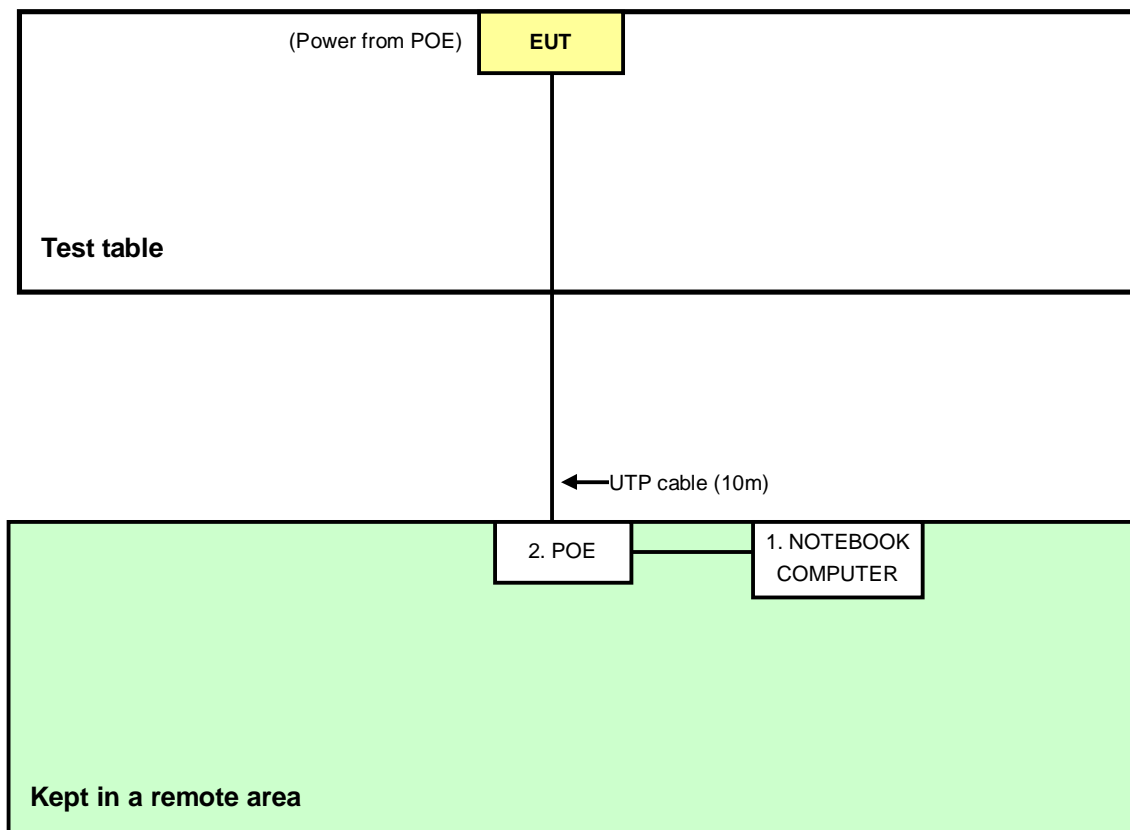 (Power from POE)
EUT
Test table
UTP cable (10m)
2. POE
1. NOTEBOOK
COMPUTER
Kept in a remote area